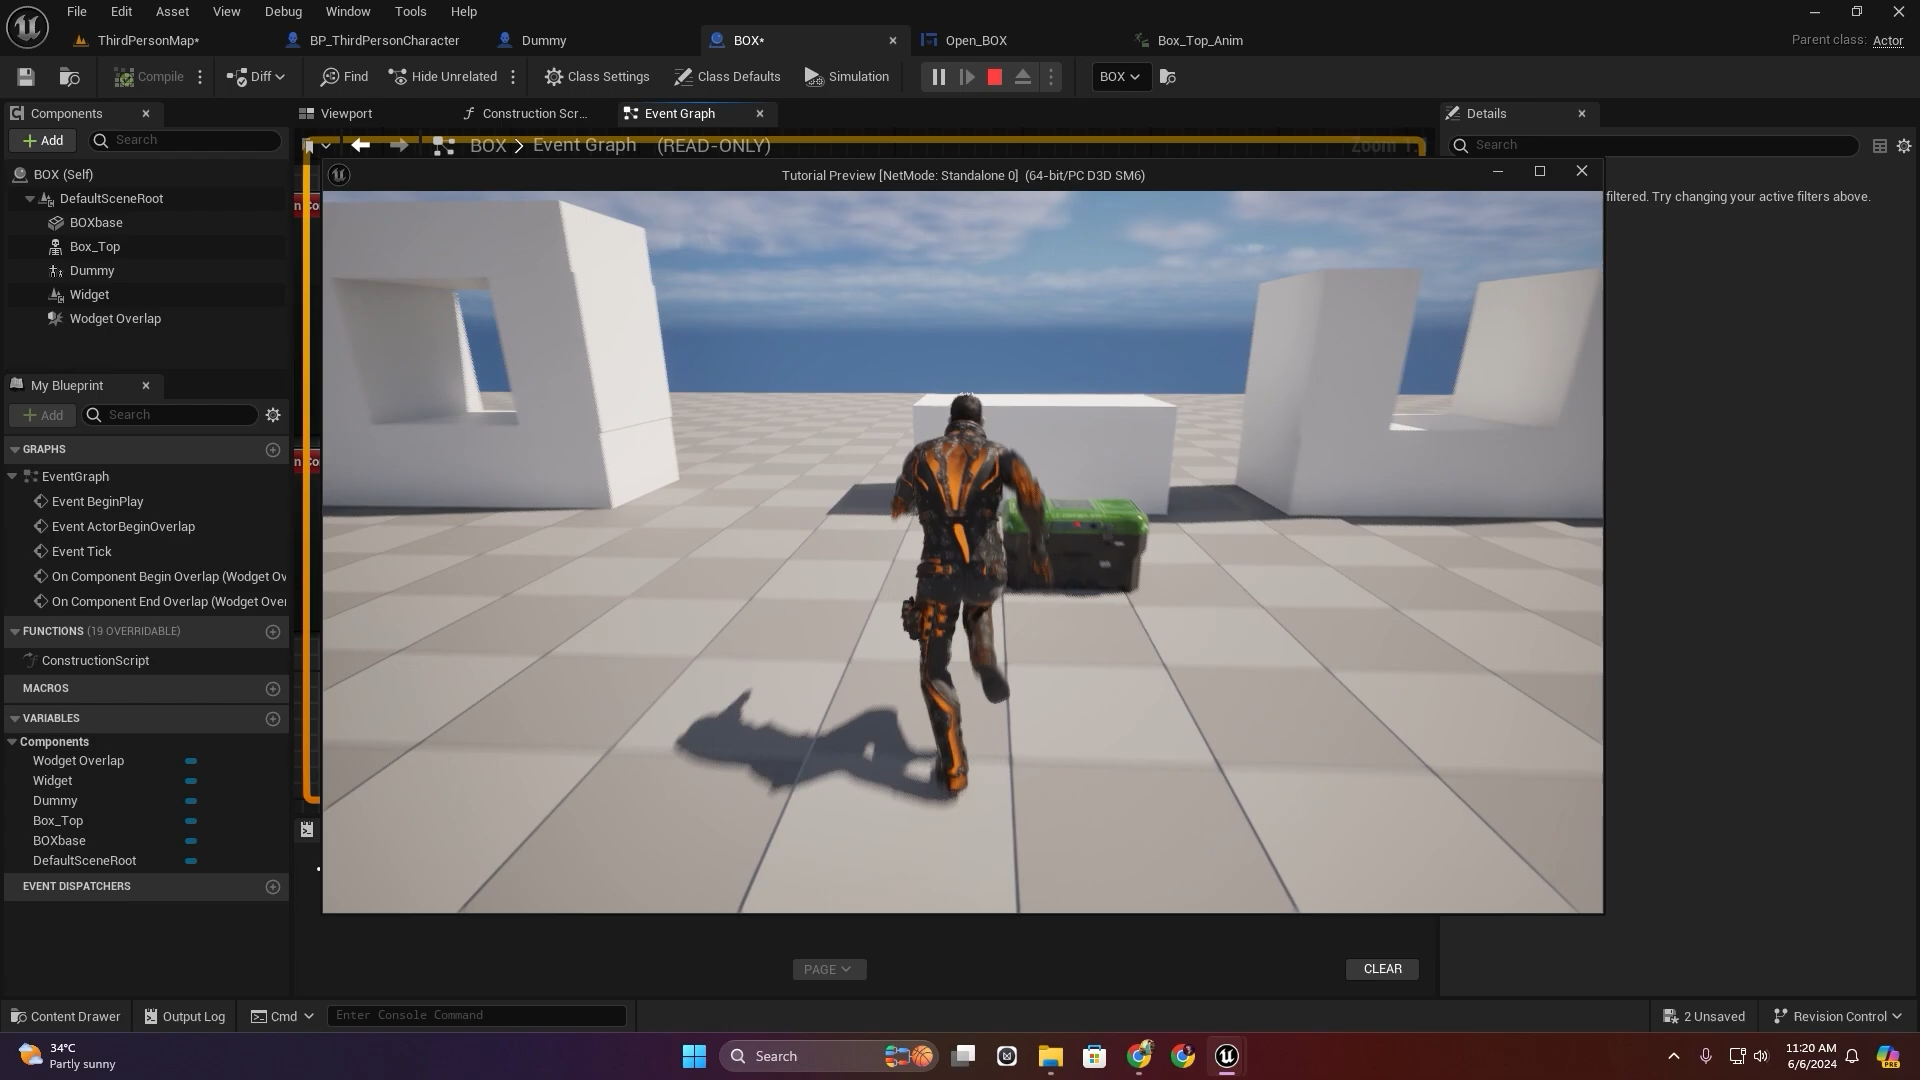 File Edit Asset View Debug Window Tools Help
ThirdPersonMap* BP_ThirdPersonCharacter Dummy BOX* Open_BOX Box_Top_Anim Parent class: Actor
Compile Diff Find Hide Unrelated Class Settings Class Defaults Simulation BOX
Components Viewport Construction Scr... Event Graph Details
Add Search BOX > Event Graph (READ-ONLY) Zoom 1: Search
BOX (Self)
Tutorial Preview [NetMode: Standalone 0] (64-bit/PC D3D SM6)
DefaultSceneRoot
filtered. Try changing your active filters above.
n Co
BOXbase
Box_Top
Dummy
Widget
Wodget Overlap
My Blueprint
Add Search
GRAPHS
n Co
EventGraph
Event BeginPlay
Event ActorBeginOverlap
Event Tick
On Component Begin Overlap (Wodget Ov
On Component End Overlap (Wodget Over
FUNCTIONS (19 OVERRIDABLE)
ConstructionScript
MACROS
VARIABLES
Components
Wodget Overlap
Widget
Dummy
Box_Top
BOXbase
DefaultSceneRoot
EVENT DISPATCHERS
PAGE CLEAR
Content Drawer Output Log Cmd Enter Console Command 2 Unsaved Revision Control
34°C
Partly sunny
Search
11:20 AM
6/6/2024
PRE